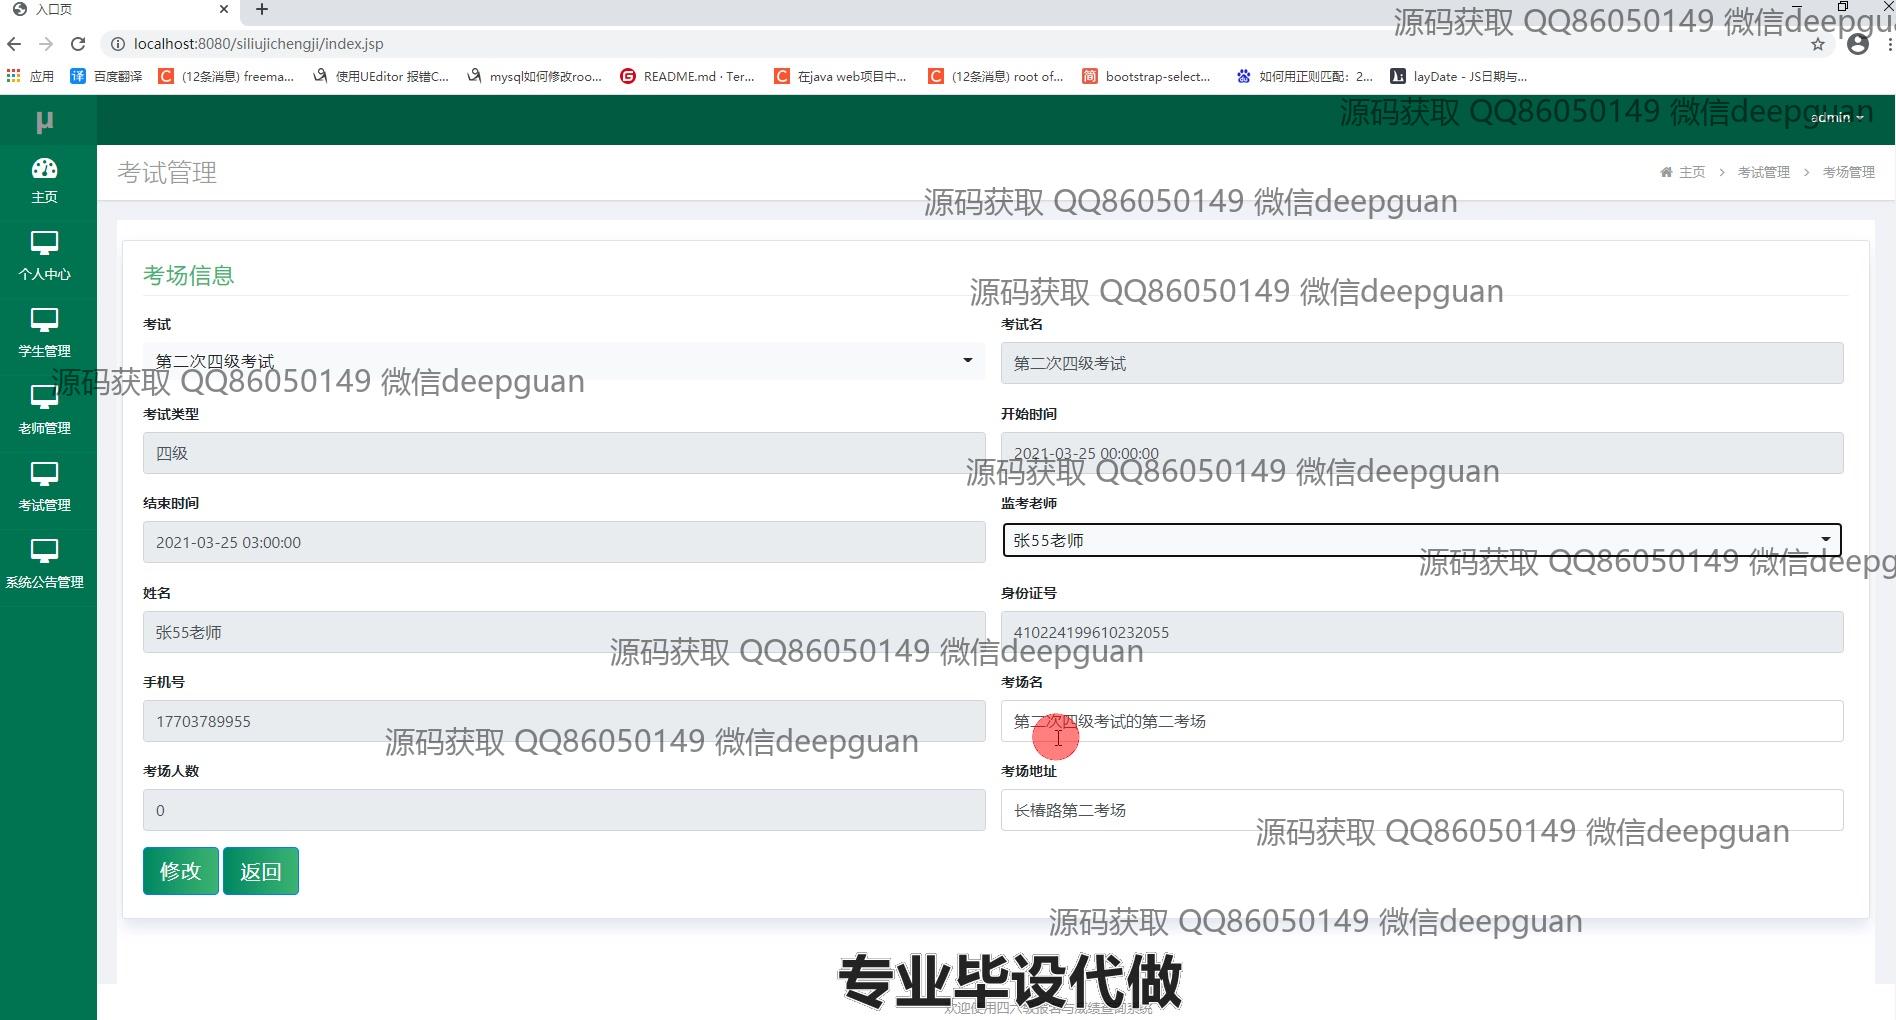 入口页
localhost:8080/siliujichengji/index.jsp
源码获取 QQ86050149 微信deepgu
应用 百度翻译 (12条消息) freema... 使用UEditor 报错C... mysql如何修改roo... README.md · Ter... 在java web项目中... (12条消息) root of... bootstrap-select... 如何用正则匹配：2... layDate - JS日期与...
μ
源码获取 QQ86050149 微信deepguan
admin
考试管理
主页 > 考试管理 > 考场管理
主页
源码获取 QQ86050149 微信deepguan
个人中心
学生管理
老师管理
考试管理
系统公告管理
考场信息
源码获取 QQ86050149 微信deepguan
考试 考试名
第二次四级考试 第二次四级考试
源码获取 QQ86050149 微信deepguan
考试类型 开始时间
四级 2021-03-25 00:00:00
源码获取 QQ86050149 微信deepguan
结束时间 监考老师
2021-03-25 03:00:00 张55老师
源码获取 QQ86050149 微信deepg
姓名 身份证号
张55老师 410224199610232055
源码获取 QQ86050149 微信deepguan
手机号 考场名
17703789955 第二次四级考试的第二考场
源码获取 QQ86050149 微信deepguan
考场人数 考场地址
0 长椿路第二考场
源码获取 QQ86050149 微信deepguan
修改 返回
源码获取 QQ86050149 微信deepguan
专业毕设代做
欢迎使用四六级报名与成绩查询系统